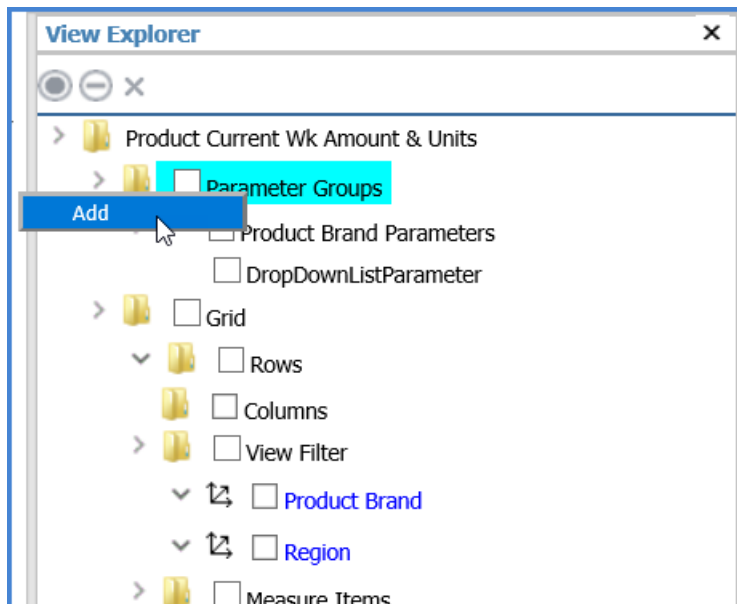 View Explorer
Product Current Wk Amount & Units
Parameter Groups
Add
Product Brand Parameters
DropDownListParameter
Grid
Rows
Columns
View Filter
Product Brand
Region
Measure Items